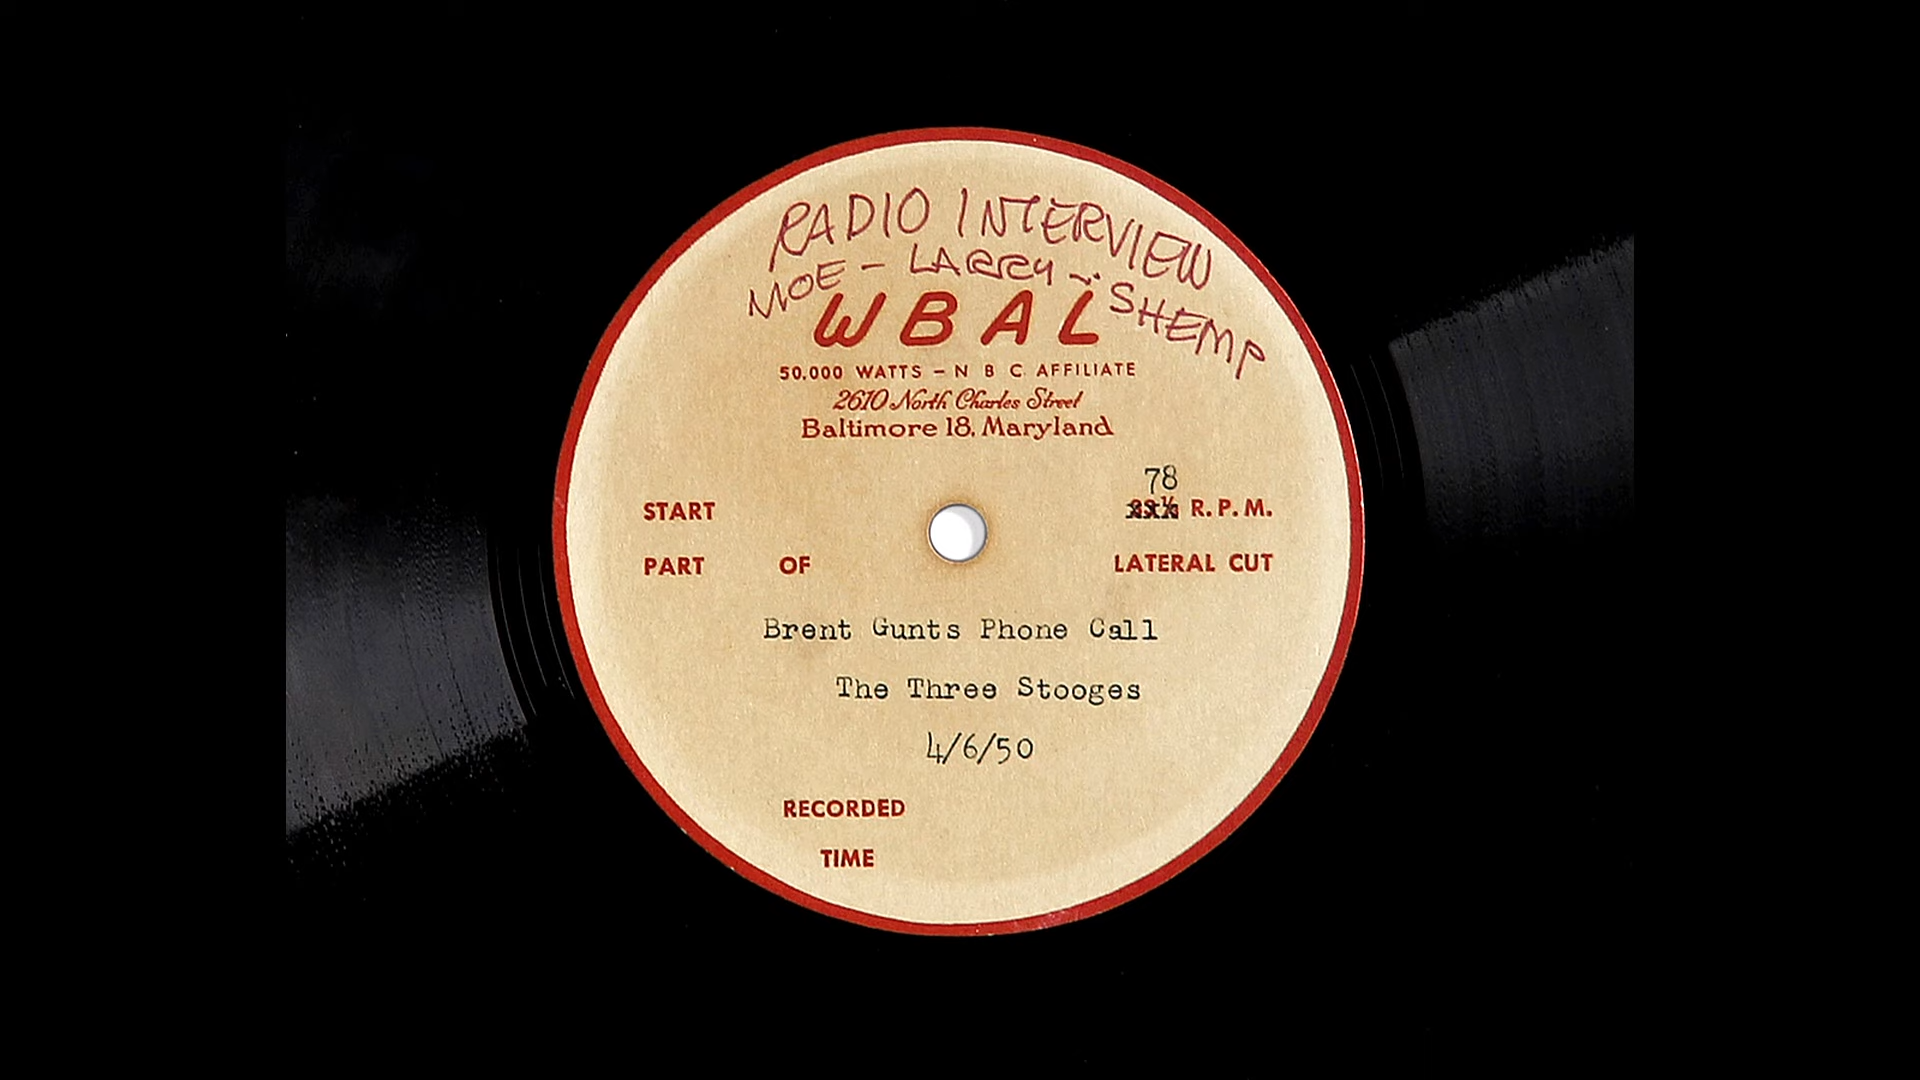 RADIO INTERVIEW
MOE - LARRY - SHEMP
WBAL
50,000 WATTS - NBC AFFILIATE
2610 North Charles Street
Baltimore 18, Maryland
78
START 33⅓ R.P.M.
PART OF LATERAL CUT
Brent Gunts Phone Call
The Three Stooges
4/6/50
RECORDED
TIME